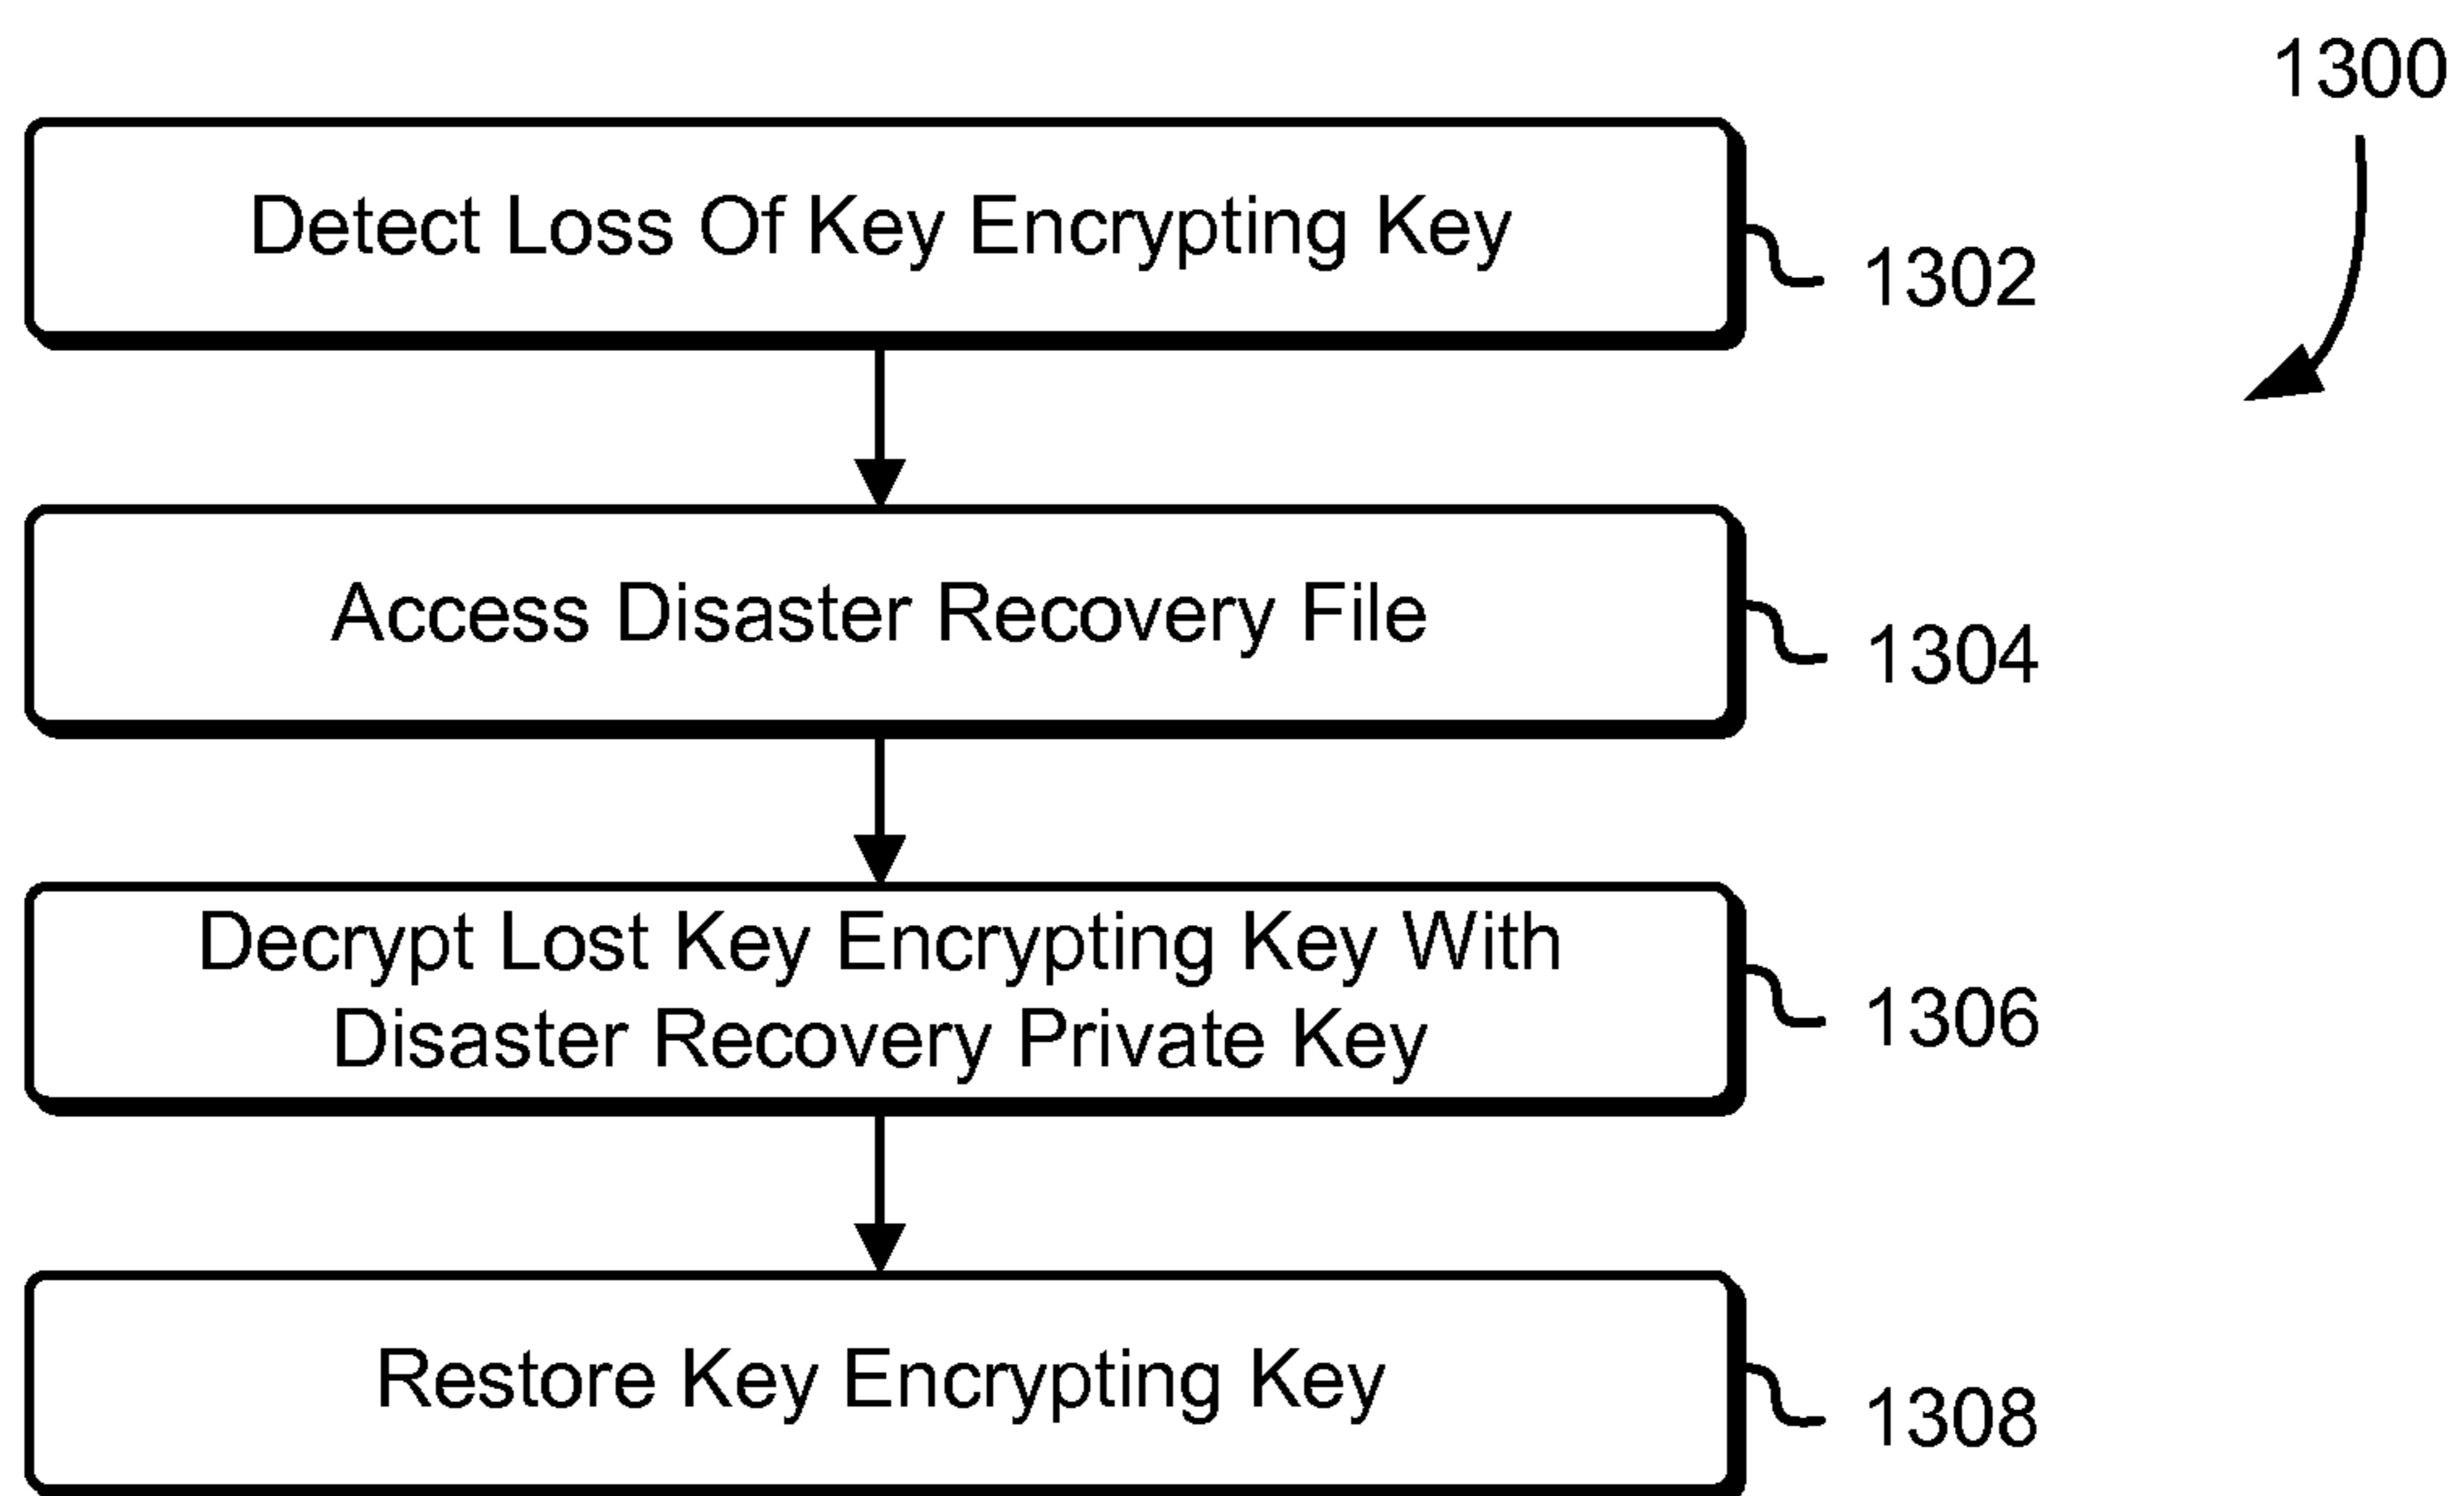 1300
Detect Loss Of Key Encrypting Key
1302
Access Disaster Recovery File
1304
Decrypt Lost Key Encrypting Key With
Disaster Recovery Private Key
1306
Restore Key Encrypting Key
1308